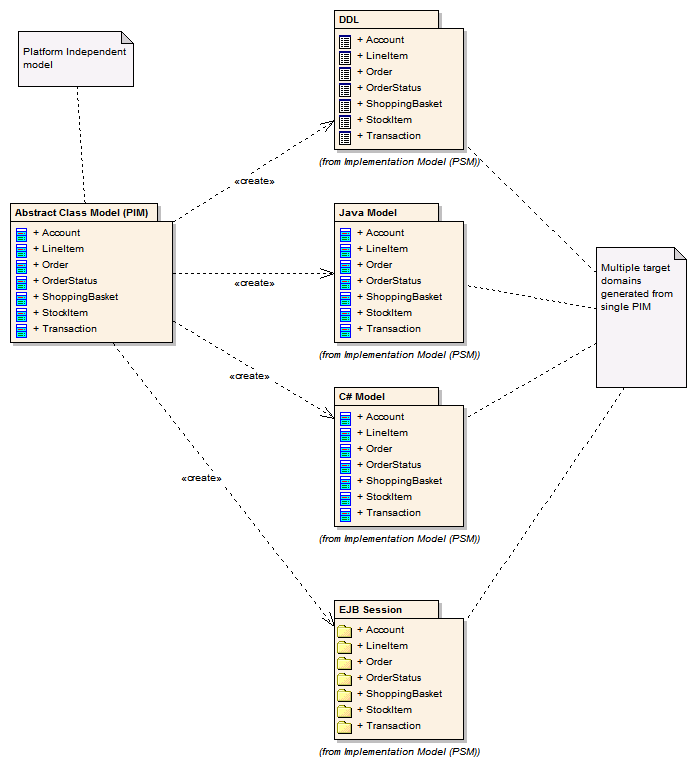 DDL
+ Account
+ LineItem
+ Order
+ OrderStatus
+ ShoppingBasket
+ StockItem
+ Transaction
(from Implementation Model (PSM))
Platform Independent
model
«create»
Abstract Class Model (PIM)
+ Account
+ LineItem
+ Order
+ OrderStatus
+ ShoppingBasket
+ StockItem
+ Transaction
«create»
Java Model
+ Account
+ LineItem
+ Order
+ OrderStatus
+ ShoppingBasket
+ StockItem
+ Transaction
(from Implementation Model (PSM))
Multiple target
domains
generated from
single PIM
«create»
C# Model
+ Account
+ LineItem
+ Order
+ OrderStatus
+ ShoppingBasket
+ StockItem
+ Transaction
(from Implementation Model (PSM))
«create»
EJB Session
+ Account
+ LineItem
+ Order
+ OrderStatus
+ ShoppingBasket
+ StockItem
+ Transaction
(from Implementation Model (PSM))